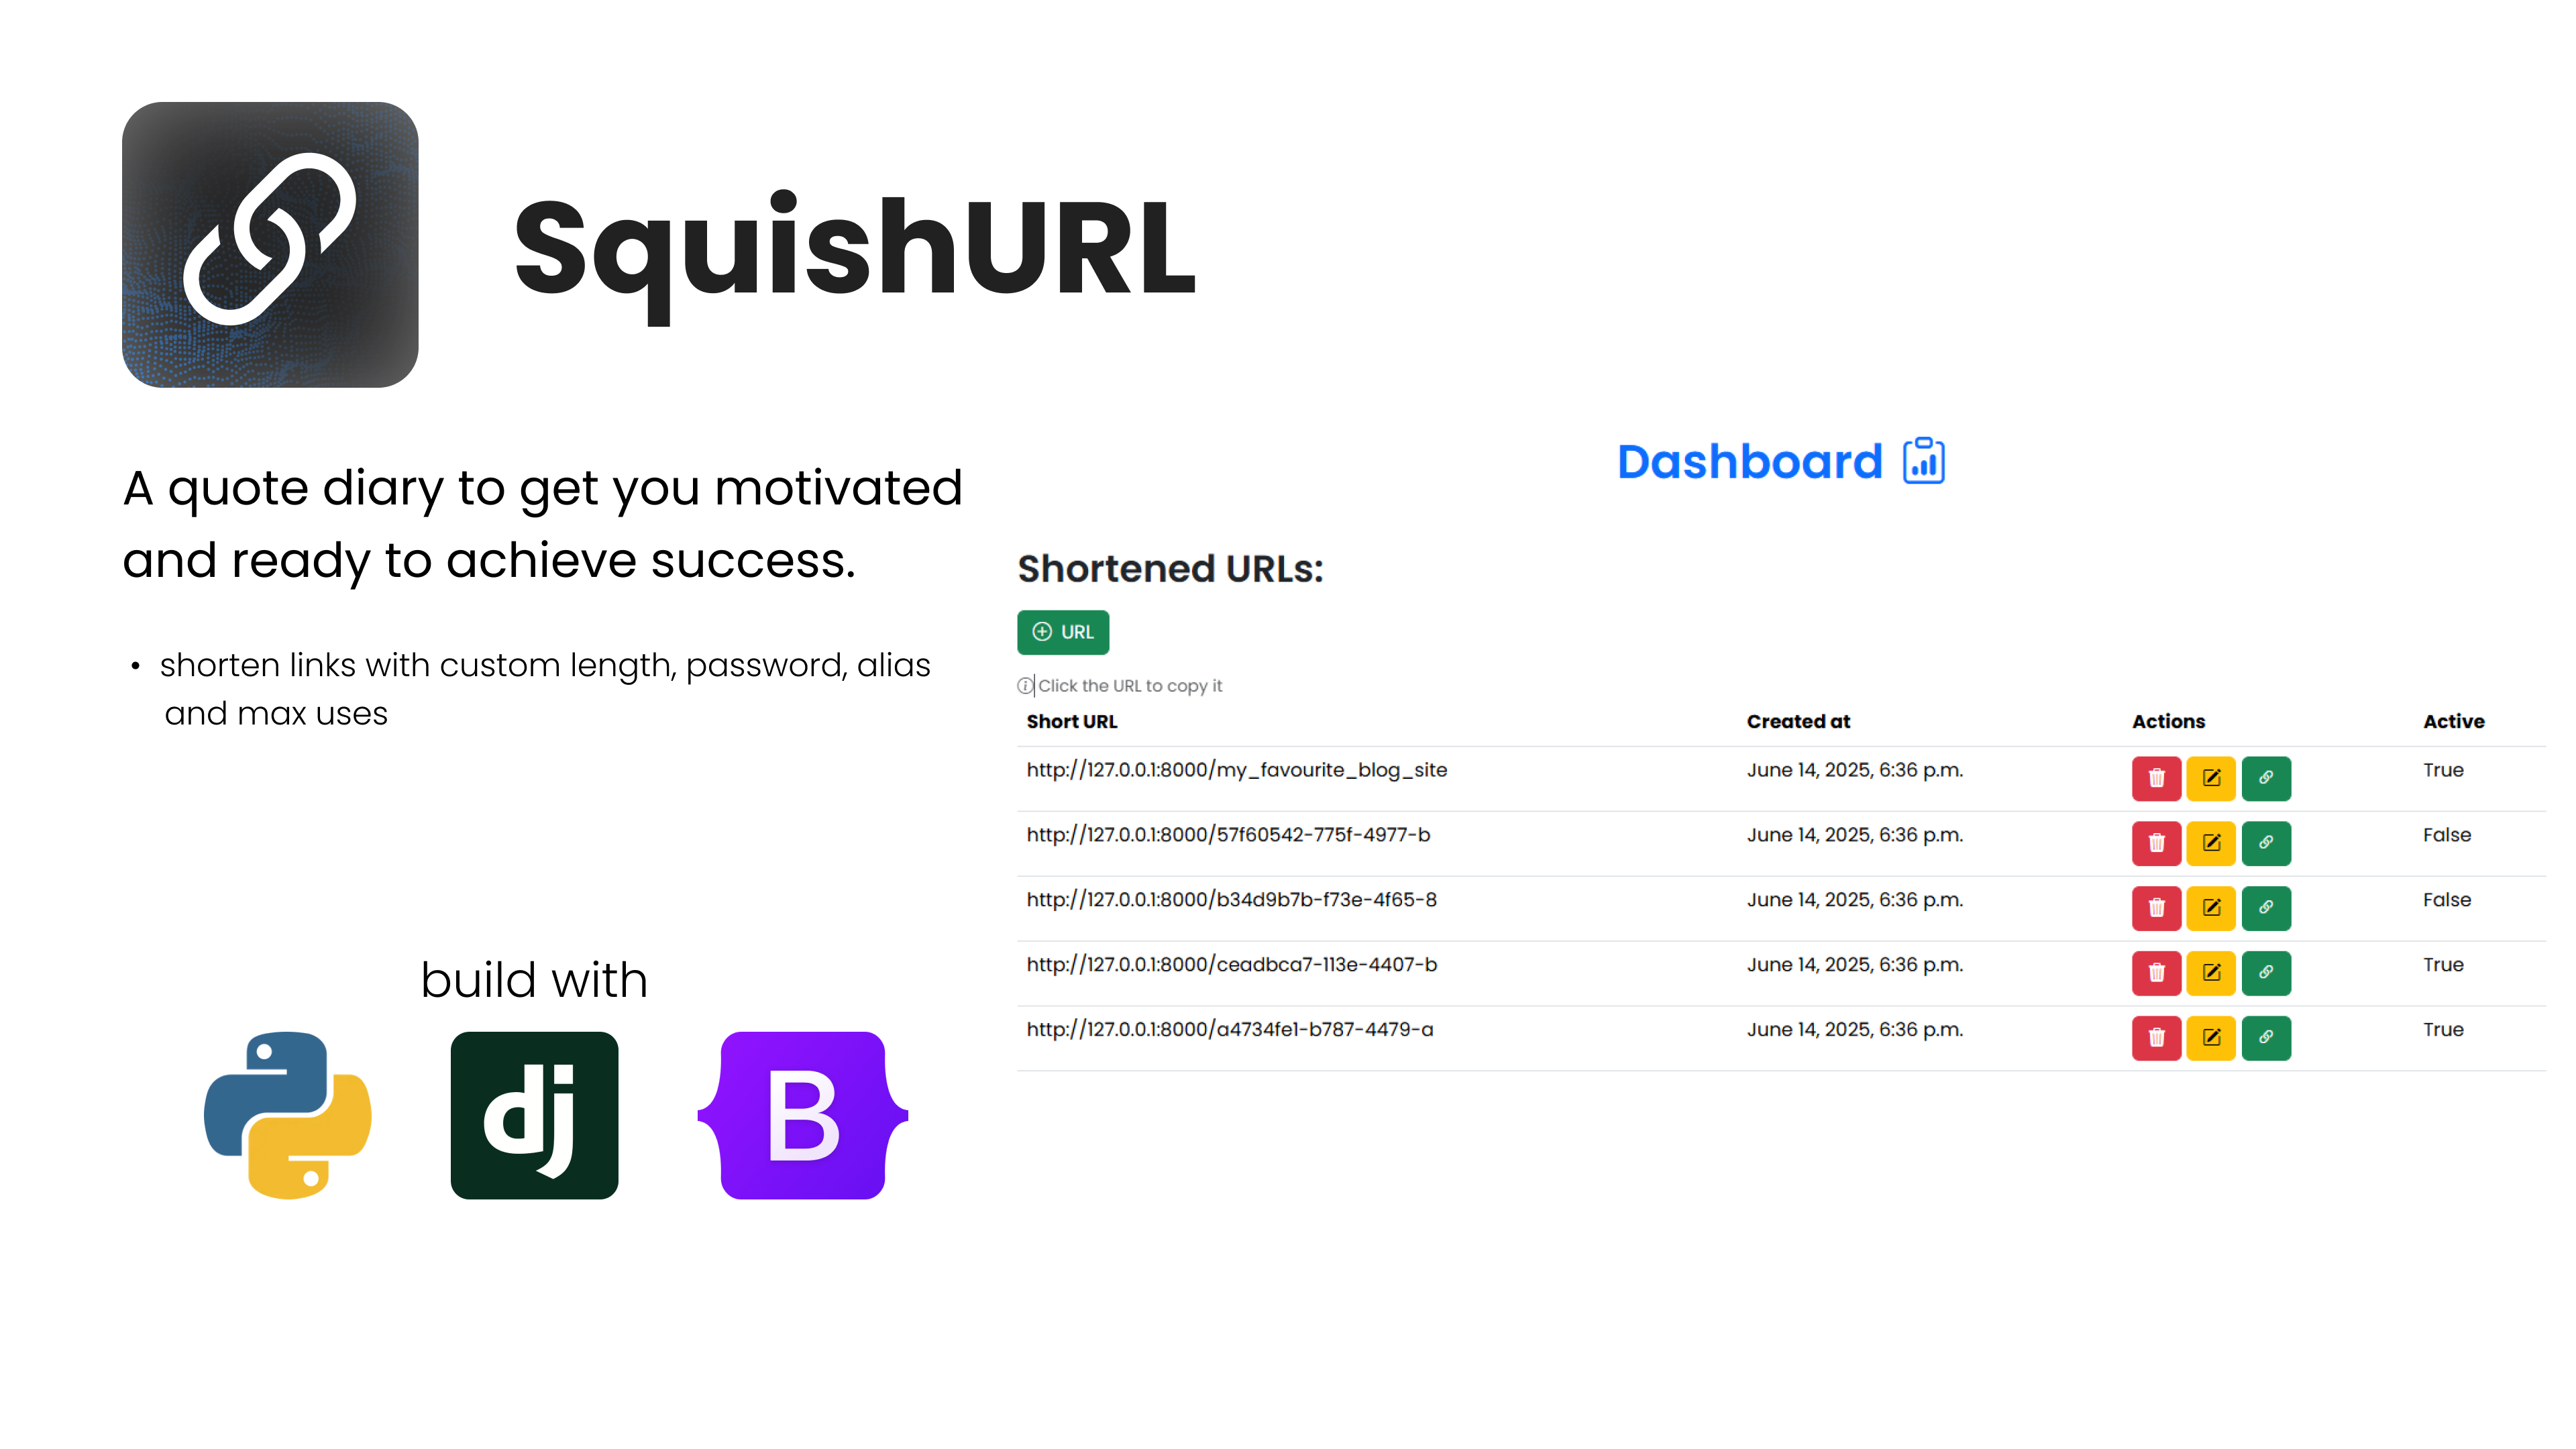 SquishURL
A quote diary to get you motivated
and ready to achieve success.
• shorten links with custom length, password, alias
and max uses
build with
dj
B
Dashboard
Shortened URLs:
URL
Click the URL to copy it
Short URL Created at Actions Active
http://127.0.0.1:8000/my_favourite_blog_site June 14, 2025, 6:36 p.m. True
http://127.0.0.1:8000/57f60542-775f-4977-b June 14, 2025, 6:36 p.m. False
http://127.0.0.1:8000/b34d9b7b-f73e-4f65-8 June 14, 2025, 6:36 p.m. False
http://127.0.0.1:8000/ceadbca7-113e-4407-b June 14, 2025, 6:36 p.m. True
http://127.0.0.1:8000/a4734fe1-b787-4479-a June 14, 2025, 6:36 p.m. True